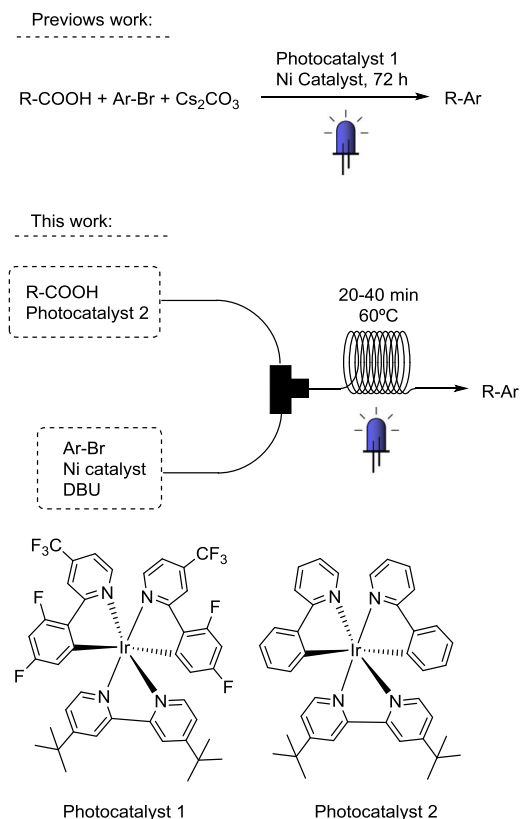 Previows work:
R-COOH + Ar-Br + Cs2CO3
Photocatalyst 1
Ni Catalyst, 72 h
R-Ar
This work:
R-COOH
Photocatalyst 2
20-40 min
60ºC
R-Ar
Ar-Br
Ni catalyst
DBU
F3C
CF3
N
N
F
F
Ir
F
F
N
N
N
N
Ir
N
N
Photocatalyst 1
Photocatalyst 2